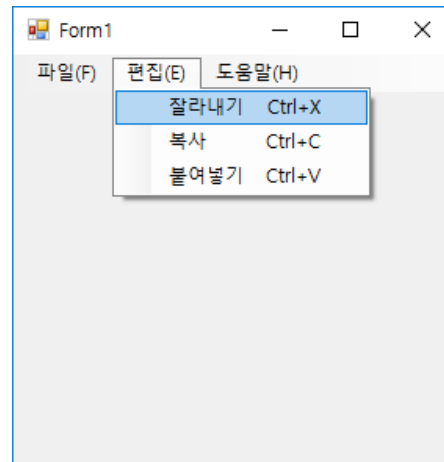 Form1
파일(F) 편집(E) 도움말(H)
잘라내기 Ctrl+X
복사 Ctrl+C
붙여넣기 Ctrl+V